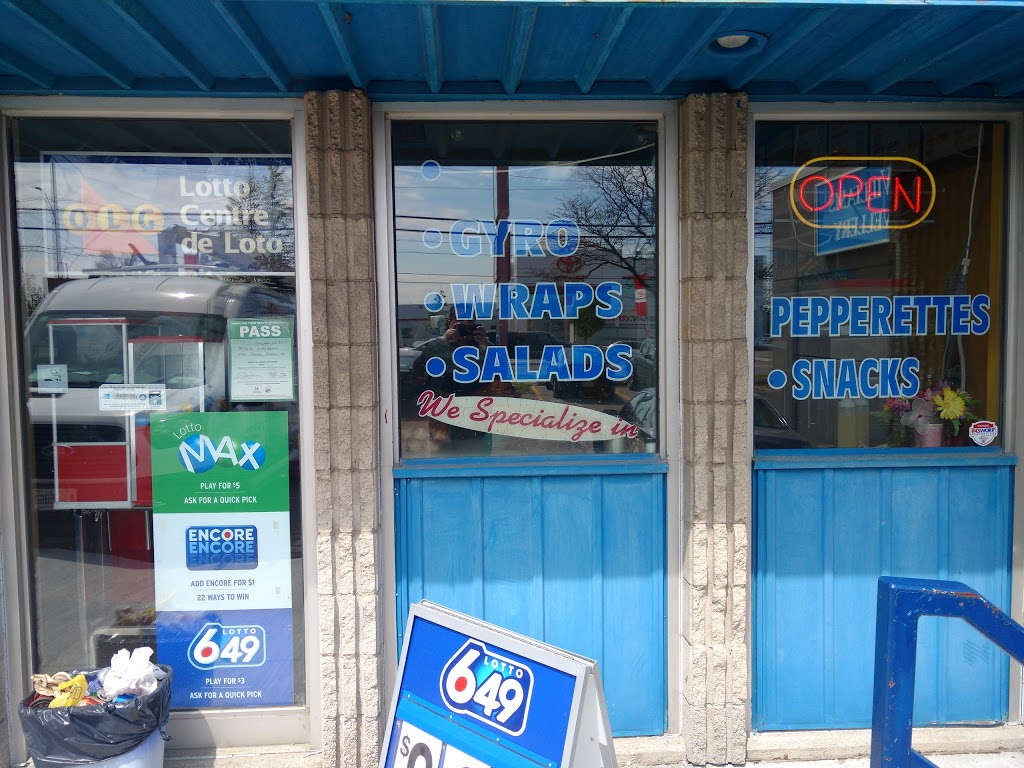 OLG
Lotto
Centre
de Loto
PASS
Lotto
MAX
PLAY FOR $5
ASK FOR A QUICK PICK
ENCORE
ENCORE
ADD ENCORE FOR $1
22 WAYS TO WIN
LOTTO
649
PLAY FOR $3
ASK FOR A QUICK PICK
• GYRO
• WRAPS
• SALADS
We Specialize in
OPEN
PEPPERETTES
• SNACKS
LOTTO
649
$